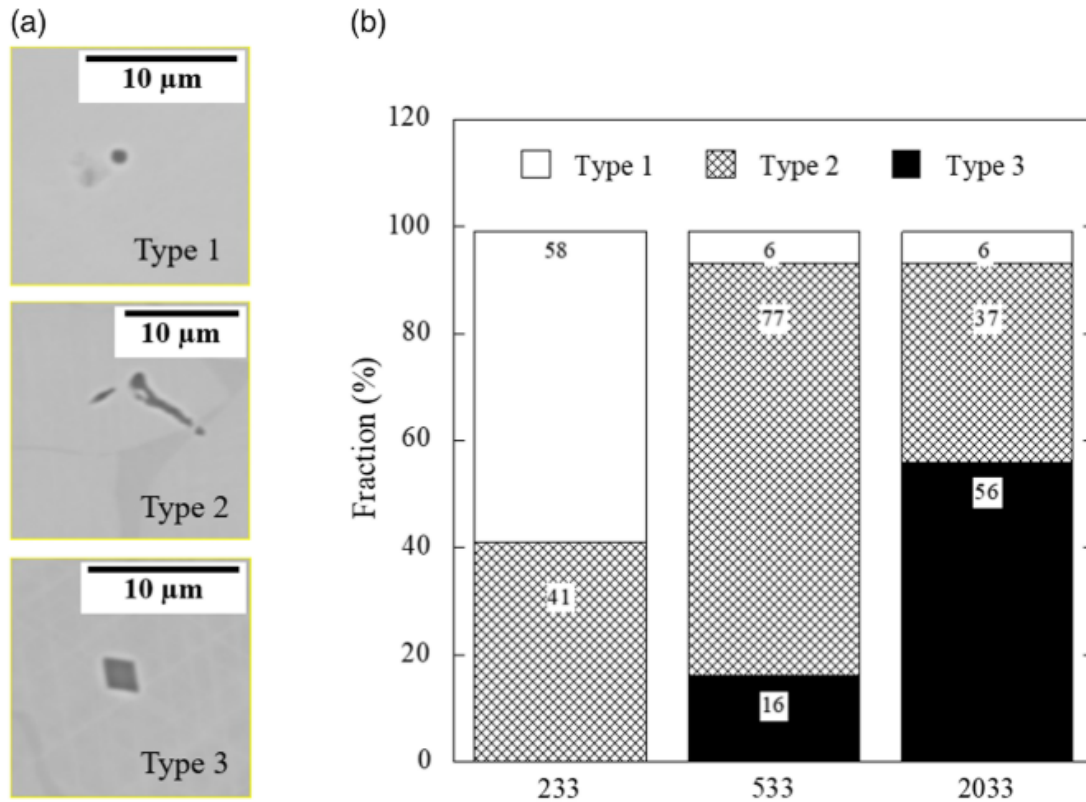 (a)
10 µm
Type 1
10 µm
Type 2
10 µm
Type 3
(b)
Fraction (%)
120
100
80
60
40
20
0
Type 1 Type 2 Type 3
58 6 6
77 37
41 16 56
233 533 2033